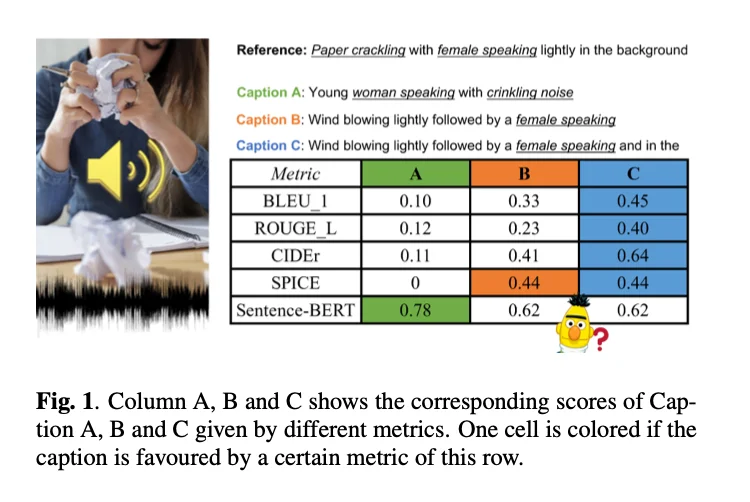 Reference: Paper crackling with female speaking lightly in the background
Caption A: Young woman speaking with crinkling noise
Caption B: Wind blowing lightly followed by a female speaking
Caption C: Wind blowing lightly followed by a female speaking and in the
Metric A B C
BLEU_1 0.10 0.33 0.45
ROUGE_L 0.12 0.23 0.40
CIDEr 0.11 0.41 0.64
SPICE 0 0.44 0.44
Sentence-BERT 0.78 0.62 0.62
?
Fig. 1. Column A, B and C shows the corresponding scores of Cap-
tion A, B and C given by different metrics. One cell is colored if the
caption is favoured by a certain metric of this row.